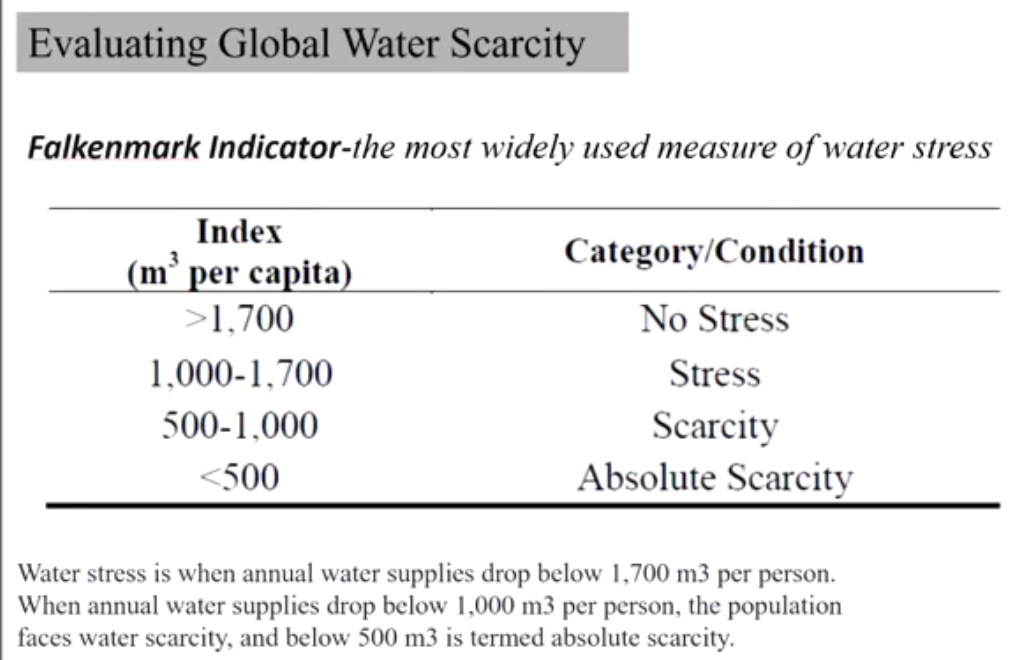 Evaluating Global Water Scarcity
Falkenmark Indicator-the most widely used measure of water stress
Index
(m³ per capita)
Category/Condition
>1,700 No Stress
1,000-1,700 Stress
500-1,000 Scarcity
<500 Absolute Scarcity
Water stress is when annual water supplies drop below 1,700 m3 per person.
When annual water supplies drop below 1,000 m3 per person, the population
faces water scarcity, and below 500 m3 is termed absolute scarcity.